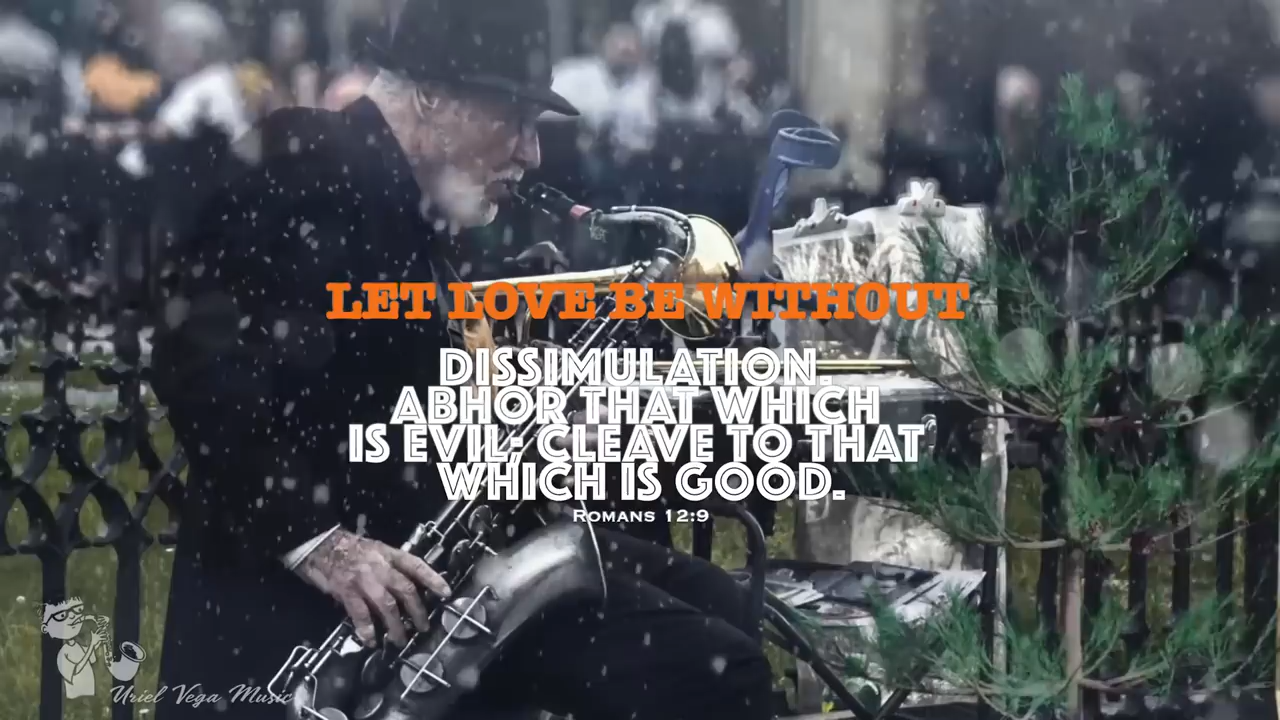 LET LOVE BE WITHOUT
DISSIMULATION.
ABHOR THAT WHICH
IS EVIL; CLEAVE TO THAT
WHICH IS GOOD.
Romans 12:9
Uriel Vega Music